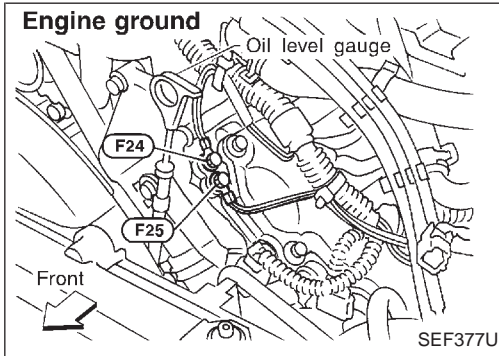 Engine ground
Oil level gauge
F24
F25
Front
SEF377U